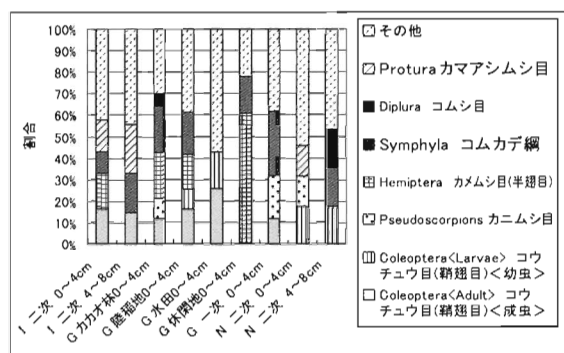 100%
90%
80%
70%
60%
50%
40%
30%
20%
10%
0%
割合
I 二次 0~4cm
I 二次 4~8cm
G カカオ林0~4cm
G 陸稲地0~4cm
G 水田0~4cm
G 休閑地0~4cm
G 一次 0~4cm
N 二次 0~4cm
N 二次 4~8cm
その他
Protura カマアシムシ目
Diplura コムシ目
Symphyla コムカデ綱
Hemiptera カメムシ目(半翅目)
Pseudoscorpions カニムシ目
Coleoptera<Larvae> コウ
チュウ目(鞘翅目)<幼虫>
Coleoptera<Adult> コウ
チュウ目(鞘翅目)<成虫>